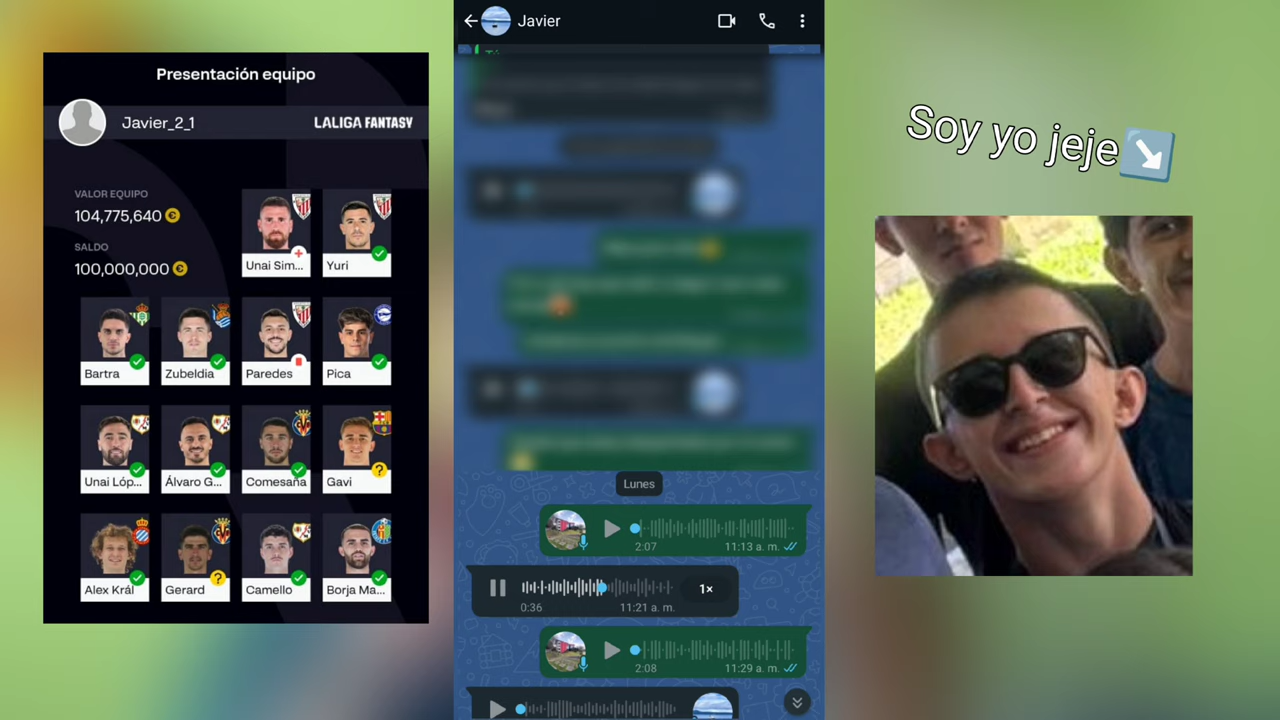 Presentación equipo
Javier_2_1
LALIGA FANTASY
VALOR EQUIPO
104,775,640
SALDO
100,000,000
Unai Sim...
Yuri
Bartra
Zubeldia
Paredes
Pica
Unai Lóp...
Álvaro G...
Comesaña
Gavi
Alex Král
Gerard
Camello
Borja Ma...
Javier
Lunes
2:07
11:13 a. m.
1×
0:36
11:21 a. m.
2:08
11:29 a. m.
Soy yo jeje